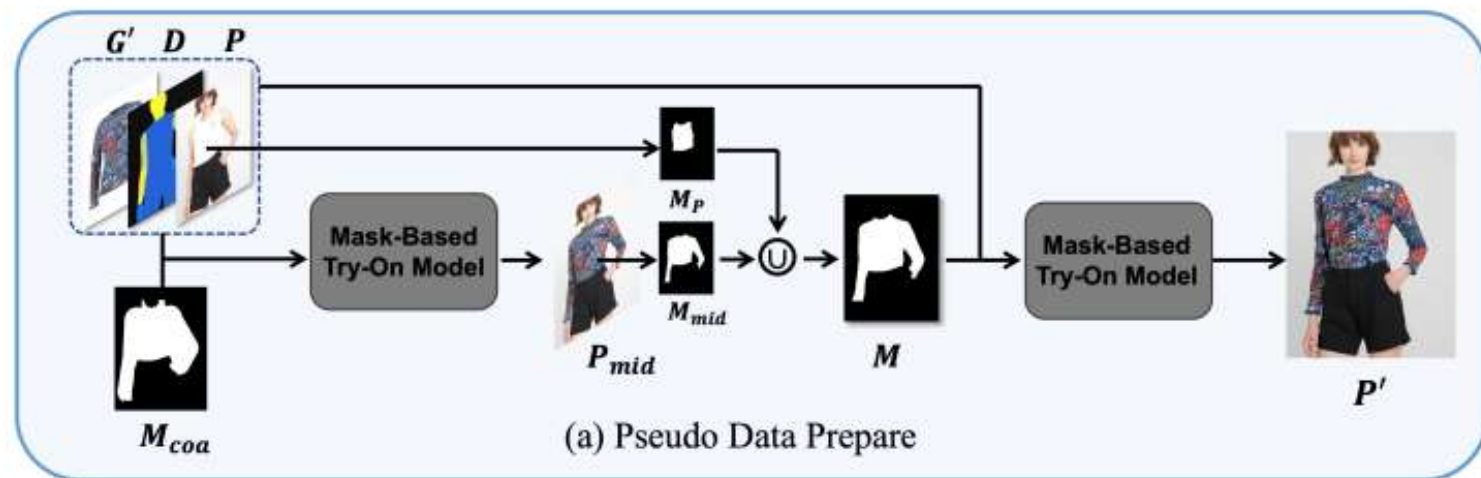 G′ D P
M_P
Mask-Based
Try-On Model
Mask-Based
Try-On Model
M_mid
∪
P_mid
M
P′
M_coa
(a) Pseudo Data Prepare